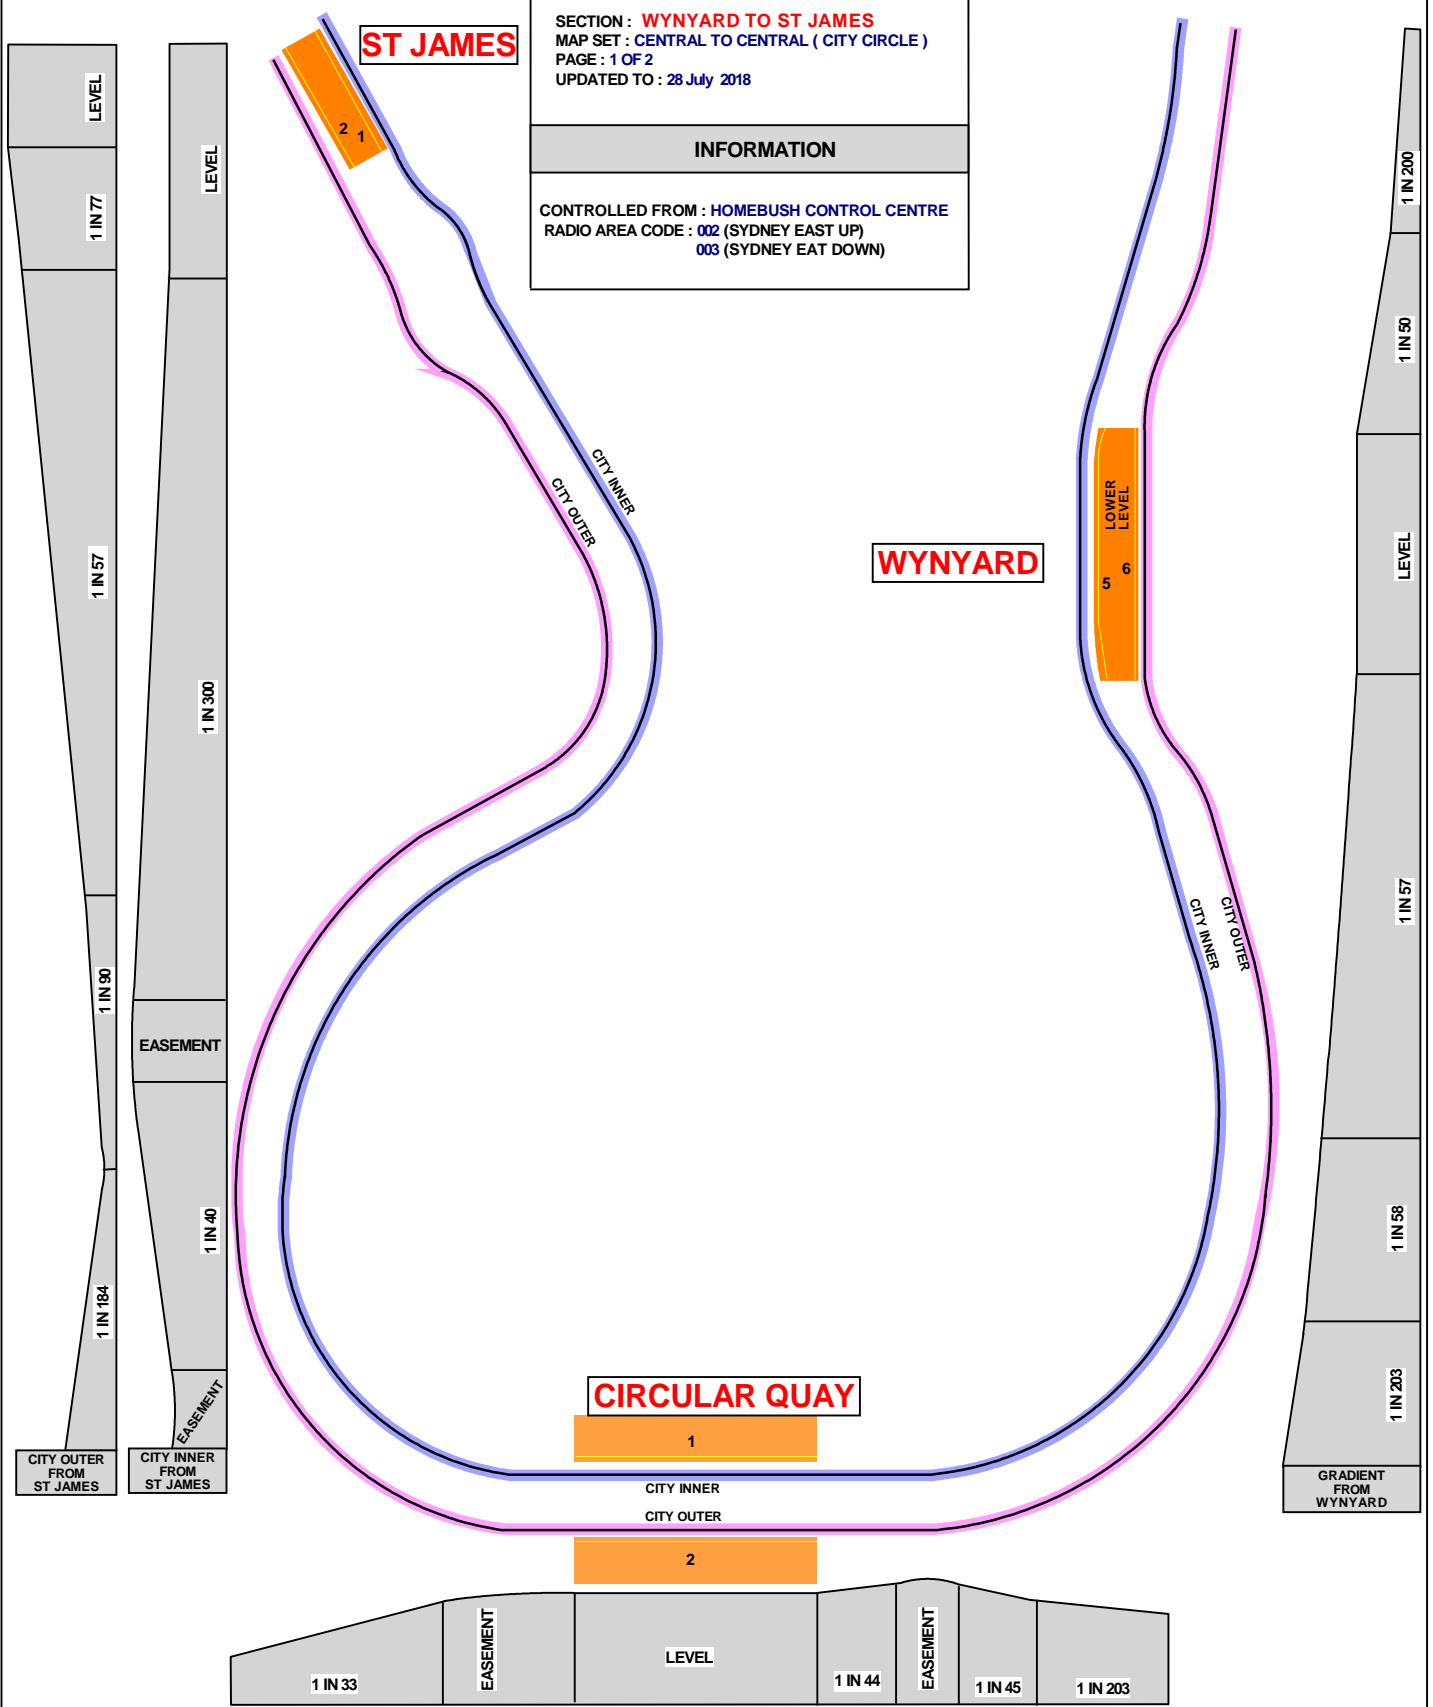 SECTION : WYNYARD TO ST JAMES
MAP SET : CENTRAL TO CENTRAL ( CITY CIRCLE )
PAGE : 1 OF 2
UPDATED TO : 28 July 2018
INFORMATION
CONTROLLED FROM : HOMEBUSH CONTROL CENTRE
RADIO AREA CODE : 002 (SYDNEY EAST UP)
003 (SYDNEY EAT DOWN)
ST JAMES
2
1
CITY INNER
CITY OUTER
WYNYARD
LOWER
LEVEL
6
5
CITY INNER
CITY OUTER
CIRCULAR QUAY
1
CITY INNER
CITY OUTER
2
LEVEL
1 IN 77
1 IN 57
1 IN 90
1 IN 184
CITY OUTER
FROM
ST JAMES
LEVEL
1 IN 300
EASEMENT
1 IN 40
EASEMENT
CITY INNER
FROM
ST JAMES
1 IN 200
1 IN 50
LEVEL
1 IN 57
1 IN 58
1 IN 203
GRADIENT
FROM
WYNYARD
1 IN 33
EASEMENT
LEVEL
1 IN 44
EASEMENT
1 IN 45
1 IN 203